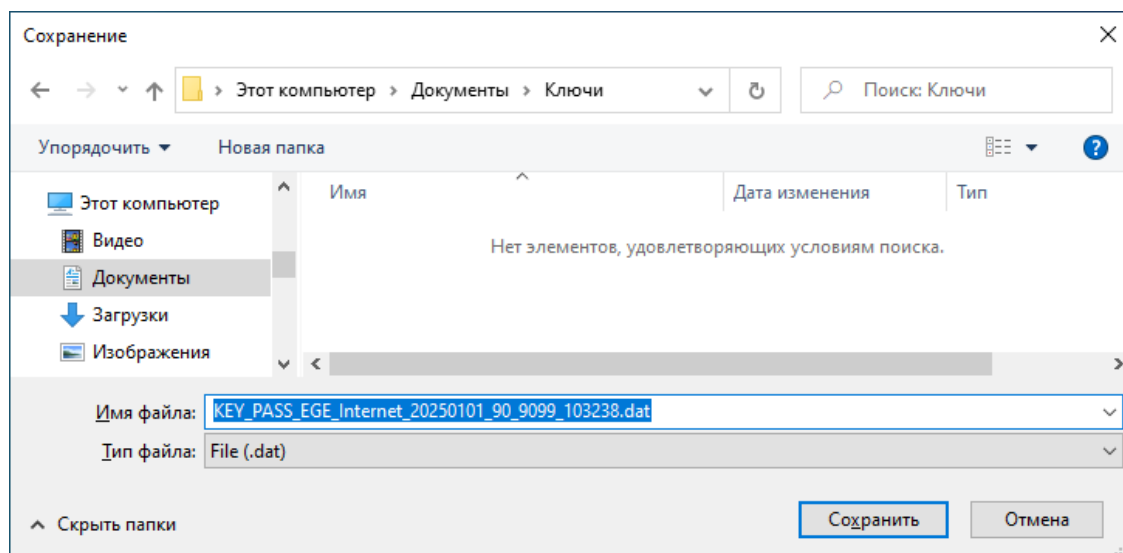 Сохранение
Этот компьютер > Документы > Ключи
Поиск: Ключи
Упорядочить
Новая папка
Этот компьютер
Видео
Документы
Загрузки
Изображения
Имя
Дата изменения
Тип
Нет элементов, удовлетворяющих условиям поиска.
Имя файла: KEY_PASS_EGE_Internet_20250101_90_9099_103238.dat
Тип файла: File (.dat)
Скрыть папки
Сохранить
Отмена